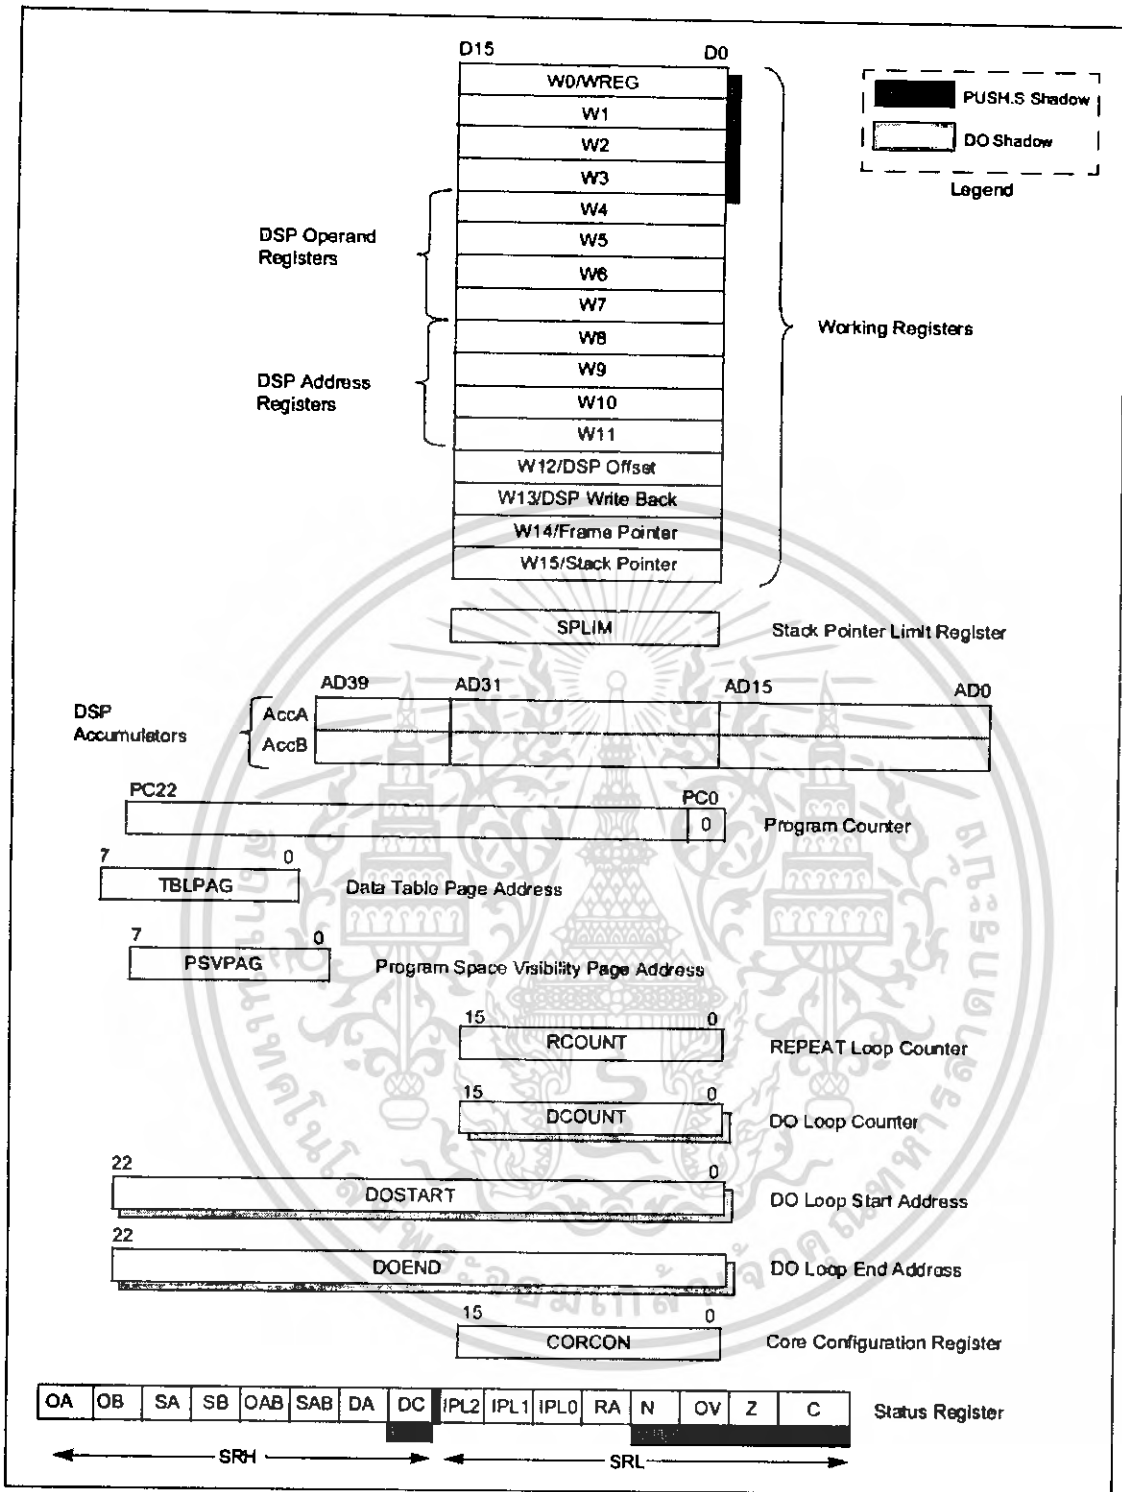 D15 D0
W0/WREG
W1
W2
W3
W4
W5
W6
W7
W8
W9
W10
W11
W12/DSP Offset
W13/DSP Write Back
W14/Frame Pointer
W15/Stack Pointer
PUSH.S Shadow
DO Shadow
Legend
DSP Operand
Registers
DSP Address
Registers
Working Registers
SPLIM Stack Pointer Limit Register
AD39 AD31 AD15 AD0
DSP
Accumulators
AccA
AccB
PC22 PC0
0 Program Counter
7 0
TBLPAG Data Table Page Address
7 0
PSVPAG Program Space Visibility Page Address
15 0
RCOUNT REPEAT Loop Counter
15 0
DCOUNT DO Loop Counter
22 0
DOSTART DO Loop Start Address
22
DOEND DO Loop End Address
15 0
CORCON Core Configuration Register
OA OB SA SB OAB SAB DA DC IPL2 IPL1 IPL0 RA N OV Z C Status Register
SRH SRL